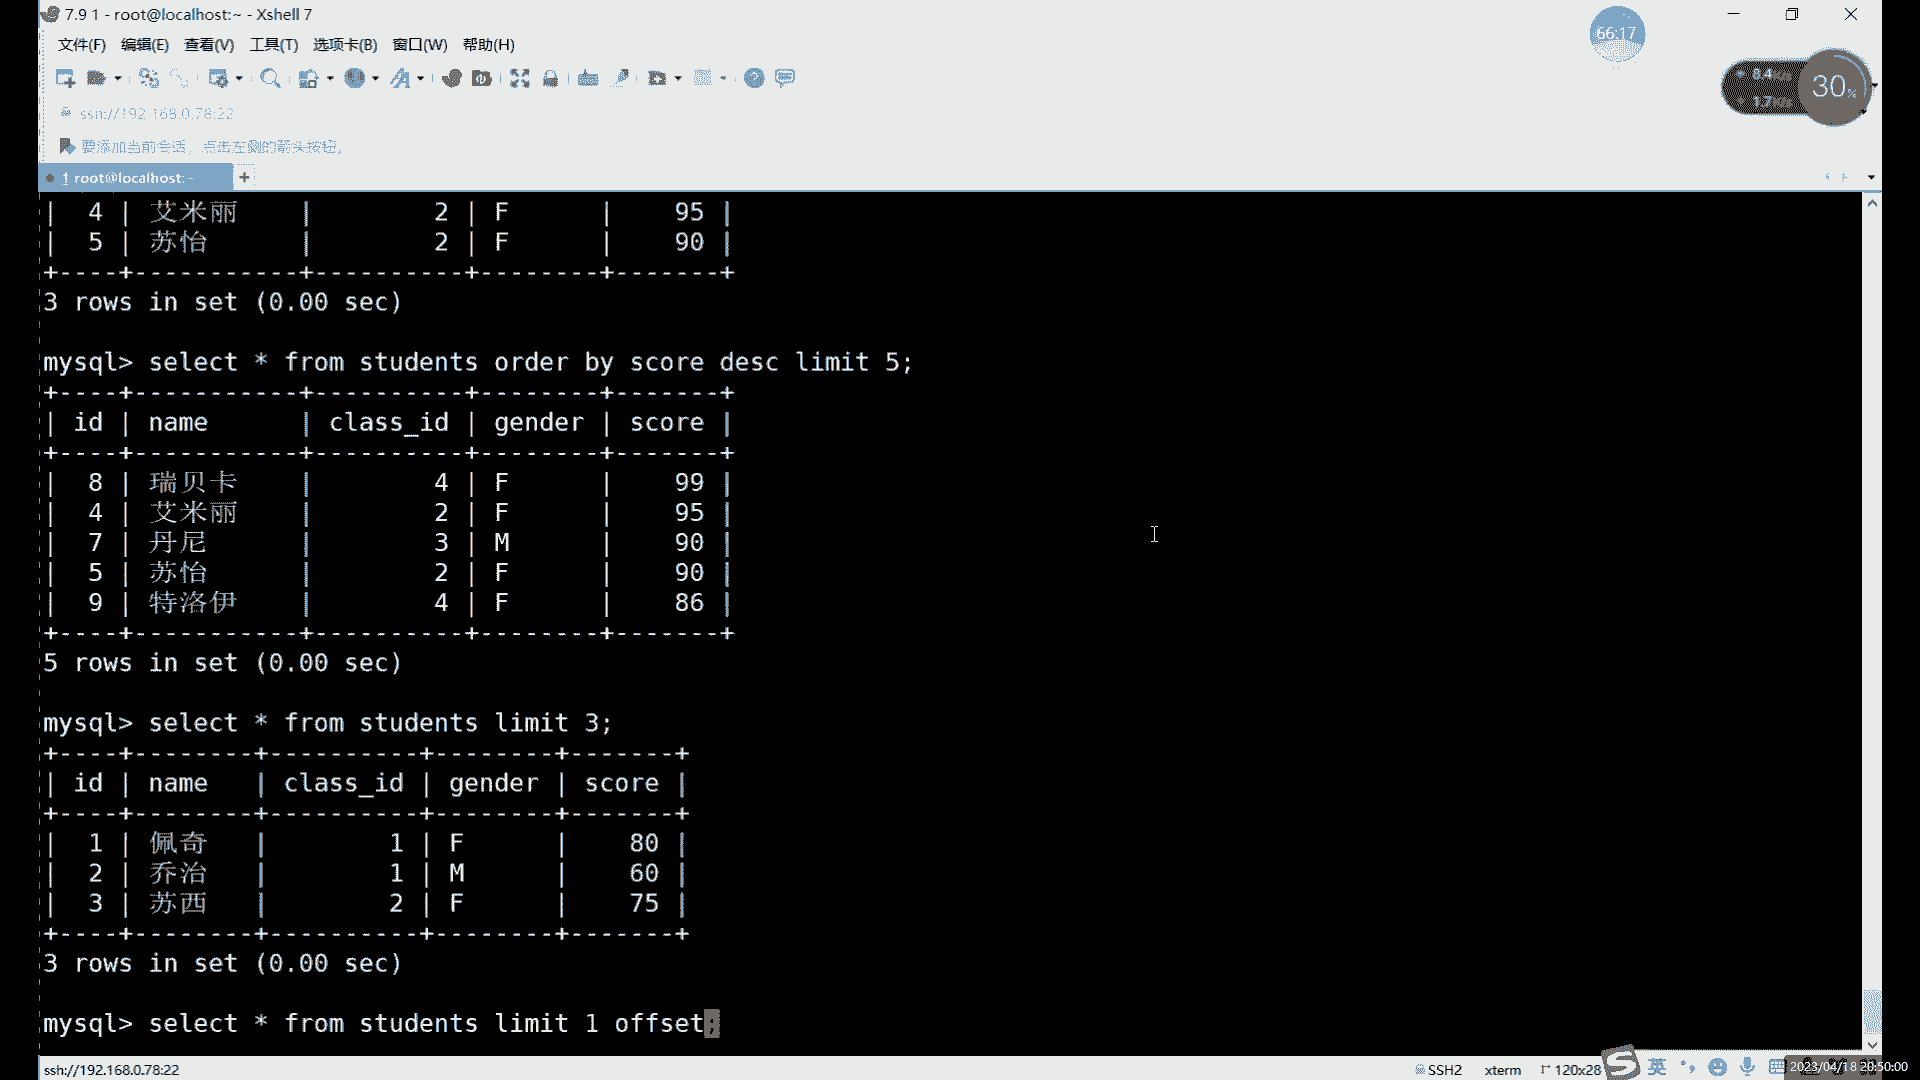 7.9 1 - root@localhost:~ - Xshell 7
66:17
文件(F) 编辑(E) 查看(V) 工具(T) 选项卡(B) 窗口(W) 帮助(H)
8.4K/s
1.7K/s
30%
ssh://192.168.0.78:22
要添加当前会话，点击左侧的箭头按钮。
1 root@localhost:~ +
| 4 | 艾米丽 | 2 | F | 95 |
| 5 | 苏怡 | 2 | F | 90 |
+----+-----------+----------+--------+-------+
3 rows in set (0.00 sec)
mysql> select * from students order by score desc limit 5;
+----+-----------+----------+--------+-------+
| id | name | class_id | gender | score |
+----+-----------+----------+--------+-------+
| 8 | 瑞贝卡 | 4 | F | 99 |
| 4 | 艾米丽 | 2 | F | 95 |
| 7 | 丹尼 | 3 | M | 90 |
| 5 | 苏怡 | 2 | F | 90 |
| 9 | 特洛伊 | 4 | F | 86 |
+----+-----------+----------+--------+-------+
5 rows in set (0.00 sec)
mysql> select * from students limit 3;
+----+--------+----------+--------+-------+
| id | name | class_id | gender | score |
+----+--------+----------+--------+-------+
| 1 | 佩奇 | 1 | F | 80 |
| 2 | 乔治 | 1 | M | 60 |
| 3 | 苏西 | 2 | F | 75 |
+----+--------+----------+--------+-------+
3 rows in set (0.00 sec)
mysql> select * from students limit 1 offset;
ssh://192.168.0.78:22
SSH2 xterm 120x28
英
2023/04/18 20:50:00